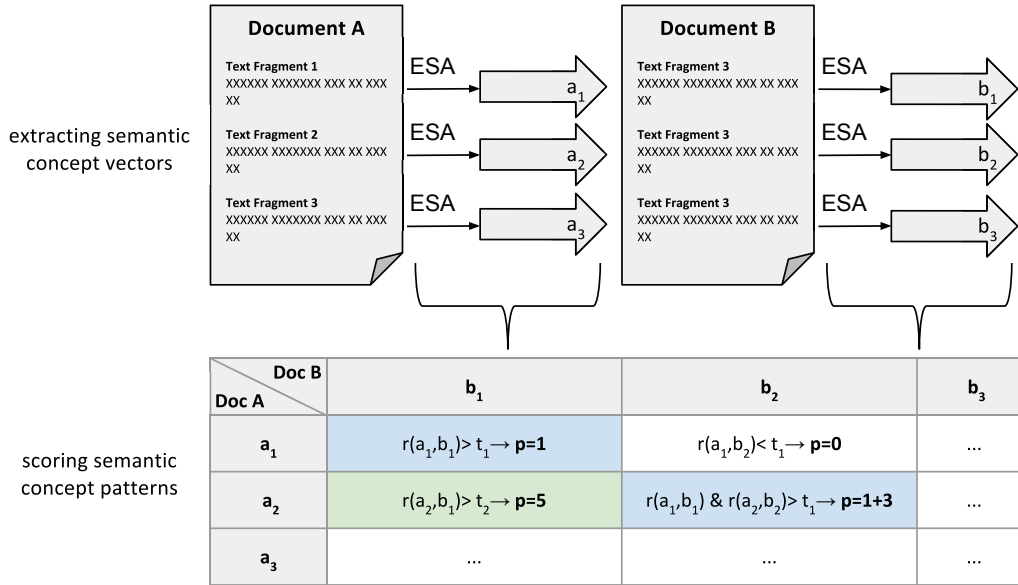 Document A
Text Fragment 1
XXXXXX XXXXXXX XXX XX XXX
XX
Text Fragment 2
XXXXXX XXXXXXX XXX XX XXX
XX
Text Fragment 3
XXXXXX XXXXXXX XXX XX XXX
XX
ESA
a₁
ESA
a₂
ESA
a₃
Document B
Text Fragment 3
XXXXXX XXXXXXX XXX XX XXX
XX
Text Fragment 3
XXXXXX XXXXXXX XXX XX XXX
XX
Text Fragment 3
XXXXXX XXXXXXX XXX XX XXX
XX
ESA
b₁
ESA
b₂
ESA
b₃
extracting semantic
concept vectors
Doc B
Doc A
b₁
b₂
b₃
a₁
r(a₁,b₁)> t₁→ p=1
r(a₁,b₂)< t₁→ p=0
...
a₂
r(a₂,b₁)> t₂→ p=5
r(a₁,b₁) & r(a₂,b₂)> t₁→ p=1+3
...
a₃
...
...
...
scoring semantic
concept patterns